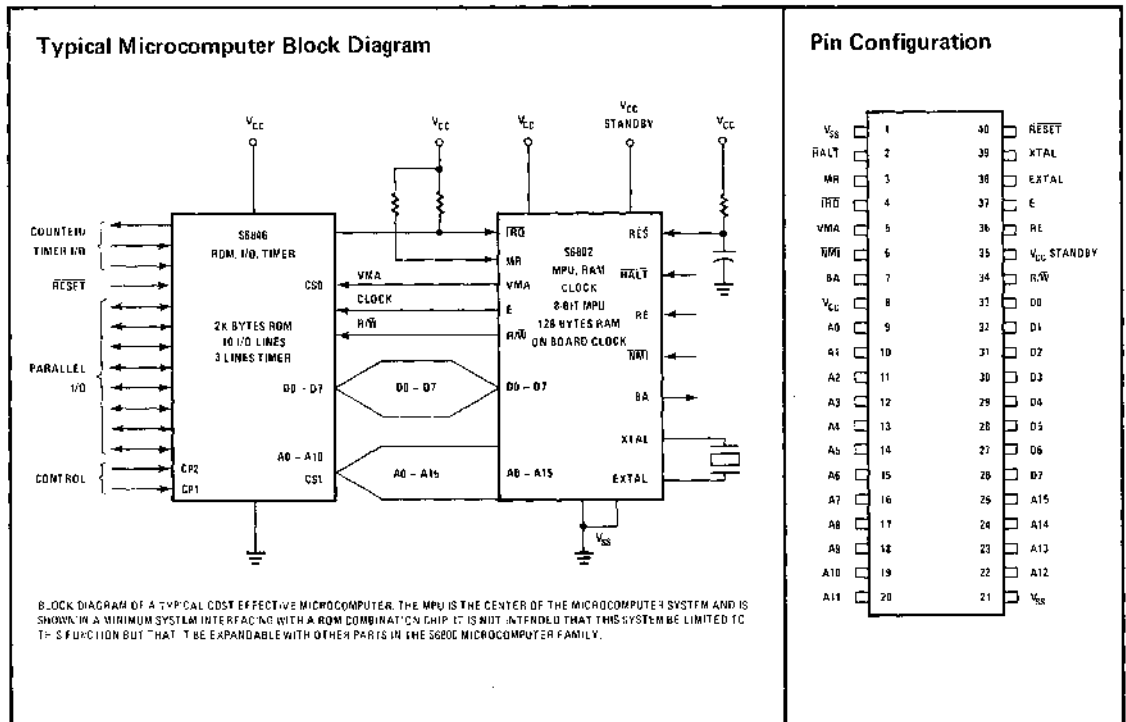 Typical Microcomputer Block Diagram
VCC
VCC
VCC
VCC STANDBY
VCC
COUNTER/
TIMER I/O
RESET
PARALLEL
I/O
CONTROL
S6846
ROM, I/O, TIMER
CS0
2K BYTES ROM
10 I/O LINES
3 LINES TIMER
D0 – D7
A0 – A10
CS1
CP2
CP1
VMA
CLOCK
R/W
D0 – D7
A0 – A15
IRQ
MR
VMA
E
R/W
D0 – D7
A0 – A15
S6802
MPU, RAM
CLOCK
8-BIT MPU
128 BYTES RAM
ON BOARD CLOCK
RES
HALT
RE
NMI
BA
XTAL
EXTAL
VSS
BLOCK DIAGRAM OF A TYPICAL COST EFFECTIVE MICROCOMPUTER. THE MPU IS THE CENTER OF THE MICROCOMPUTER SYSTEM AND IS
SHOWN IN A MINIMUM SYSTEM INTERFACING WITH A ROM COMBINATION CHIP. IT IS NOT INTENDED THAT THIS SYSTEM BE LIMITED TO
THIS FUNCTION BUT THAT IT BE EXPANDABLE WITH OTHER PARTS IN THE S6800 MICROCOMPUTER FAMILY.
Pin Configuration
VSS 1 40 RESET
HALT 2 39 XTAL
MR 3 38 EXTAL
IRQ 4 37 E
VMA 5 36 RE
NMI 6 35 VCC STANDBY
BA 7 34 R/W
VCC 8 33 D0
A0 9 32 D1
A1 10 31 D2
A2 11 30 D3
A3 12 29 D4
A4 13 28 D5
A5 14 27 D6
A6 15 26 D7
A7 16 25 A15
A8 17 24 A14
A9 18 23 A13
A10 19 22 A12
A11 20 21 VSS